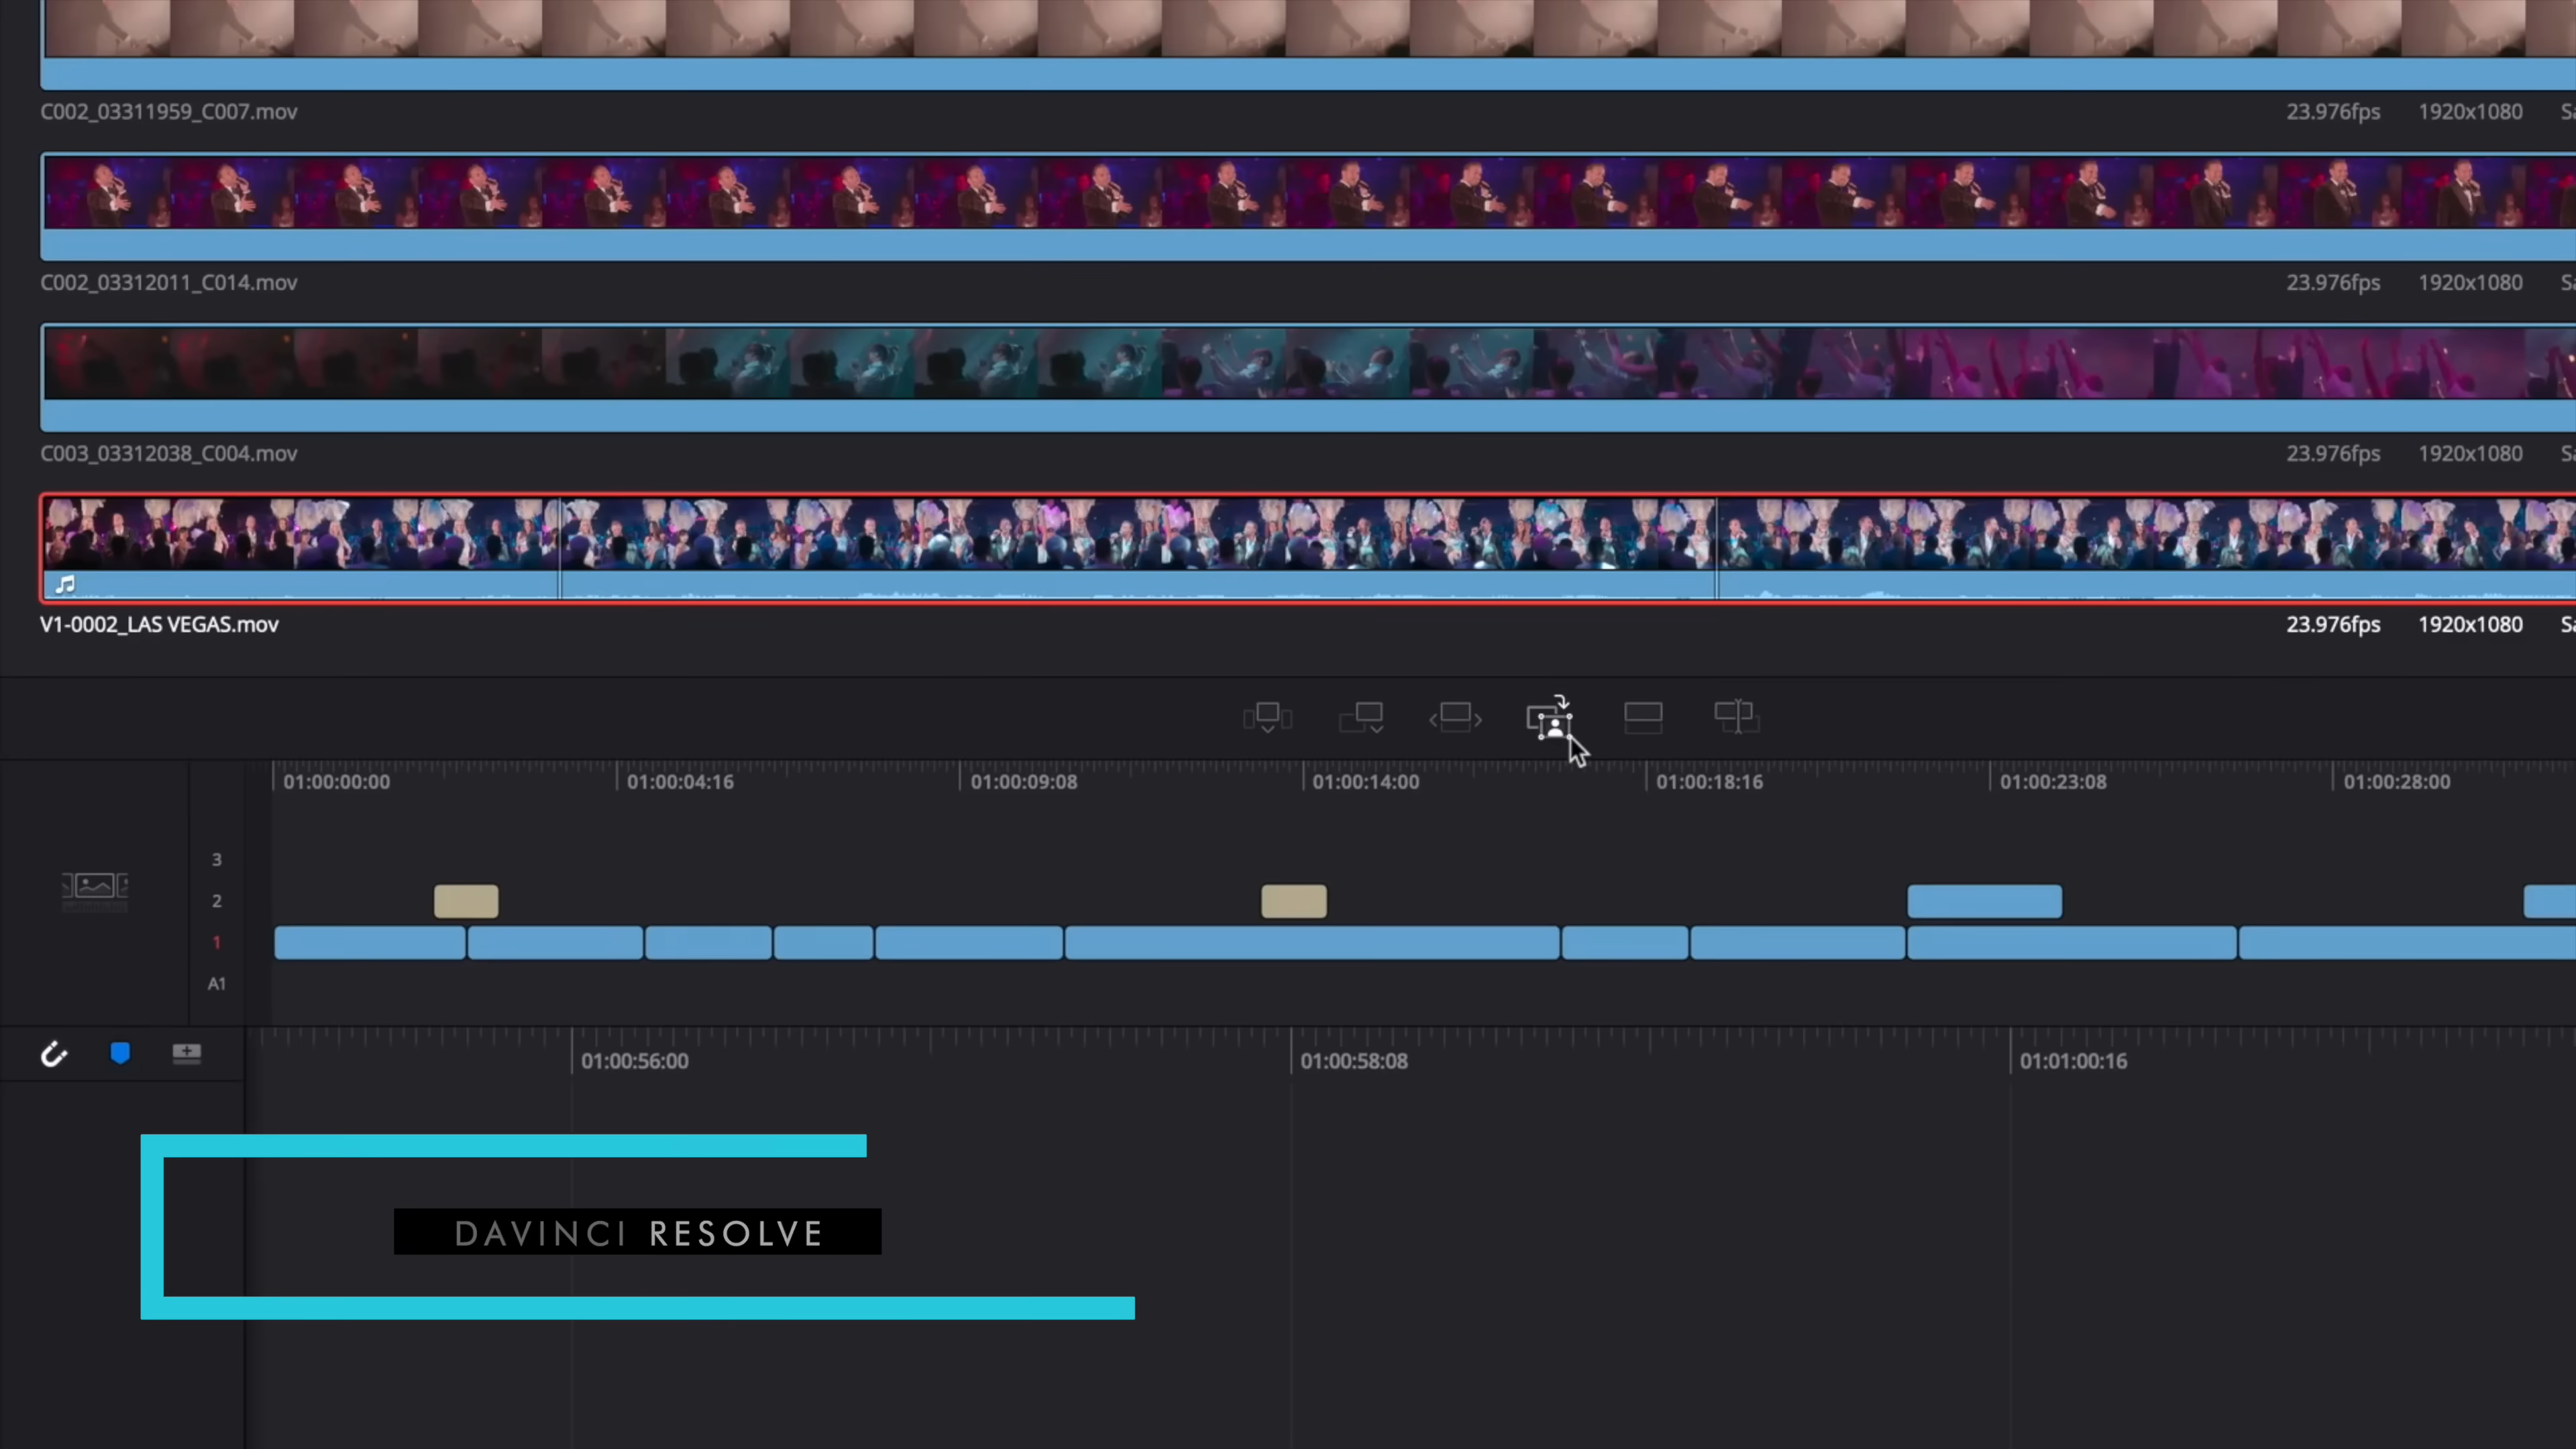 C002_03311959_C007.mov 23.976fps 1920x1080
C002_03312011_C014.mov 23.976fps 1920x1080
C003_03312038_C004.mov 23.976fps 1920x1080
V1-0002_LAS VEGAS.mov 23.976fps 1920x1080
01:00:00:00 01:00:04:16 01:00:09:08 01:00:14:00 01:00:18:16 01:00:23:08 01:00:28:00
3
2
1
A1
01:00:56:00 01:00:58:08 01:01:00:16
DAVINCI RESOLVE